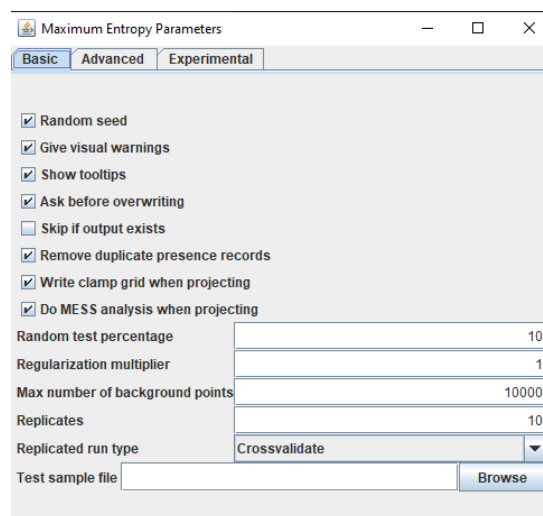 Maximum Entropy Parameters
Basic Advanced Experimental
Random seed
Give visual warnings
Show tooltips
Ask before overwriting
Skip if output exists
Remove duplicate presence records
Write clamp grid when projecting
Do MESS analysis when projecting
Random test percentage 10
Regularization multiplier 1
Max number of background points 10000
Replicates 10
Replicated run type Crossvalidate
Test sample file Browse